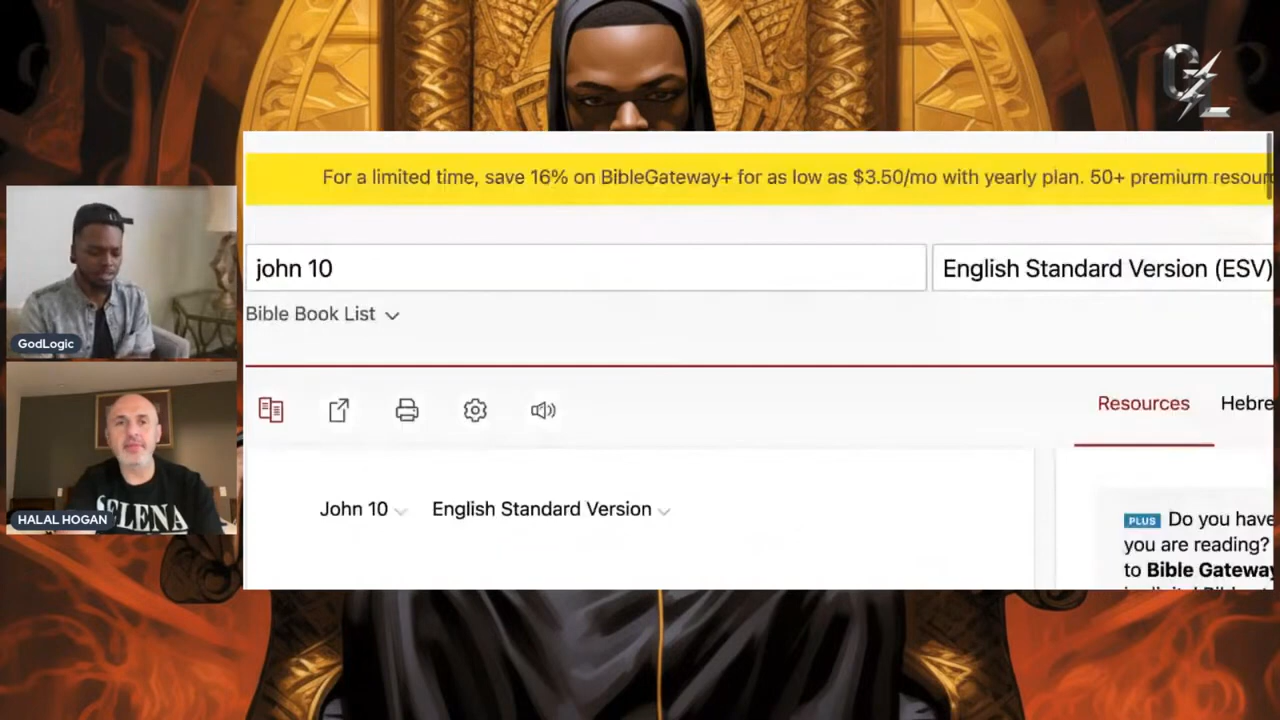 GL
For a limited time, save 16% on BibleGateway+ for as low as $3.50/mo with yearly plan. 50+ premium resour
john 10
English Standard Version (ESV)
Bible Book List
Resources
Hebre
John 10
English Standard Version
PLUS Do you have
you are reading?
to Bible Gateway
GodLogic
ELENA
HALAL HOGAN